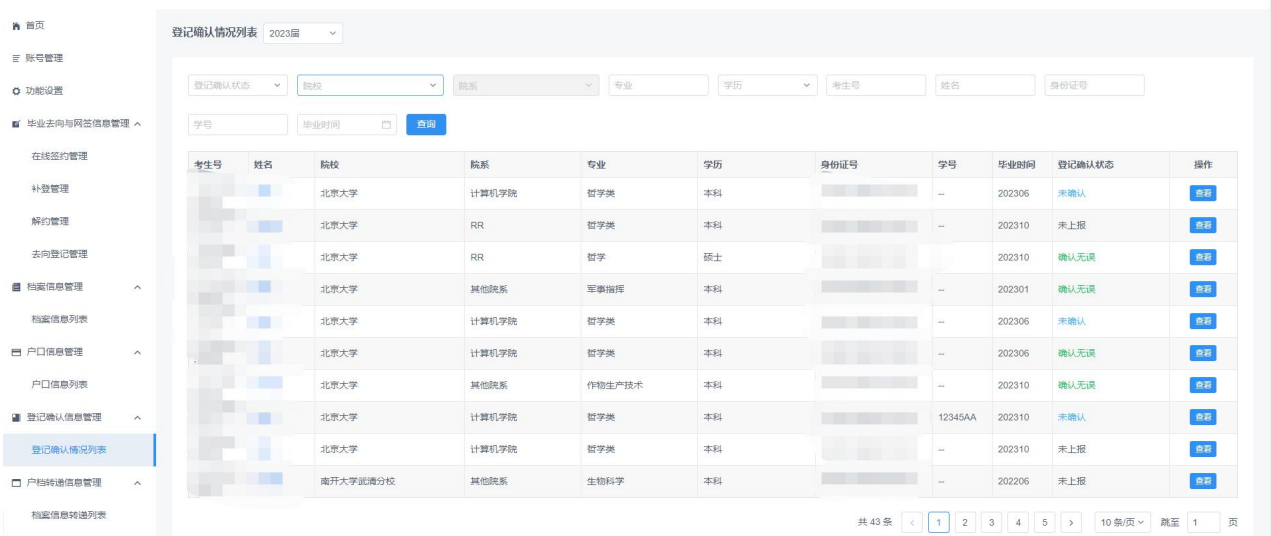 首页
账号管理
功能设置
毕业去向与网签信息管理
在线签约管理
补登管理
解约管理
去向登记管理
档案信息管理
档案信息列表
户口信息管理
户口信息列表
登记确认信息管理
登记确认情况列表
户档转递信息管理
档案信息转递列表
登记确认情况列表 2023届
登记确认状态 院校 院系 专业 学历 考生号 姓名 身份证号
学号 毕业时间 查询
考生号 姓名 院校 院系 专业 学历 身份证号 学号 毕业时间 登记确认状态 操作
北京大学 计算机学院 哲学类 本科 -- 202306 未确认 查看
北京大学 RR 哲学类 本科 -- 202310 未上报 查看
北京大学 RR 哲学 硕士 202310 确认无误 查看
北京大学 其他院系 军事指挥 本科 -- 202301 确认无误 查看
北京大学 计算机学院 哲学类 本科 -- 202306 未确认 查看
北京大学 计算机学院 哲学类 本科 -- 202306 确认无误 查看
北京大学 其他院系 作物生产技术 本科 -- 202310 确认无误 查看
北京大学 计算机学院 哲学类 本科 12345AA 202310 未确认 查看
北京大学 计算机学院 哲学类 本科 -- 202310 未上报 查看
南开大学武清分校 其他院系 生物科学 本科 -- 202206 未上报 查看
共 43 条 < 1 2 3 4 5 > 10 条/页 跳至 1 页